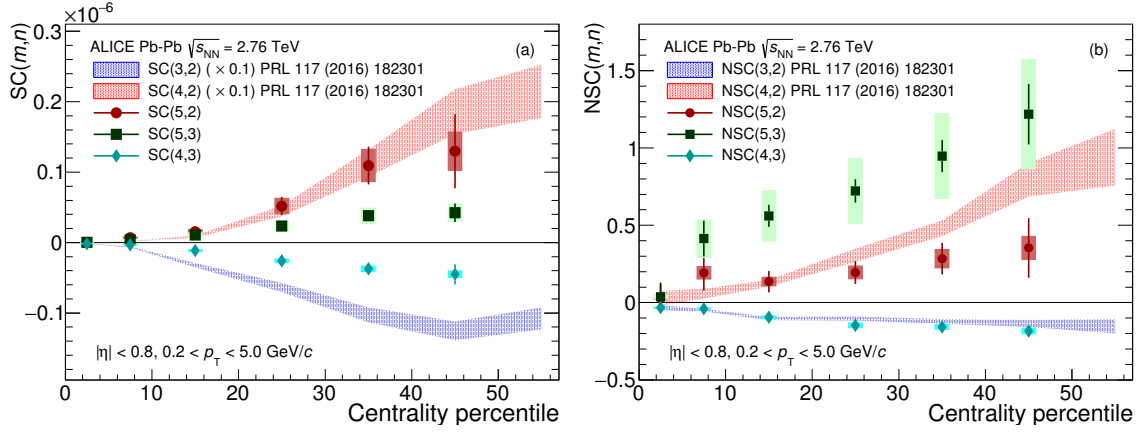 ×10⁻⁶
ALICE Pb-Pb √s_NN = 2.76 TeV
(a)
SC(3,2) (× 0.1) PRL 117 (2016) 182301
SC(4,2) (× 0.1) PRL 117 (2016) 182301
SC(5,2)
SC(5,3)
SC(4,3)
SC(m,n)
0.3
0.2
0.1
0
−0.1
|η| < 0.8, 0.2 < p_T < 5.0 GeV/c
0 10 20 30 40 50
Centrality percentile
ALICE Pb-Pb √s_NN = 2.76 TeV
(b)
NSC(3,2) PRL 117 (2016) 182301
NSC(4,2) PRL 117 (2016) 182301
NSC(5,2)
NSC(5,3)
NSC(4,3)
NSC(m,n)
1.5
1
0.5
0
−0.5
|η| < 0.8, 0.2 < p_T < 5.0 GeV/c
0 10 20 30 40 50
Centrality percentile